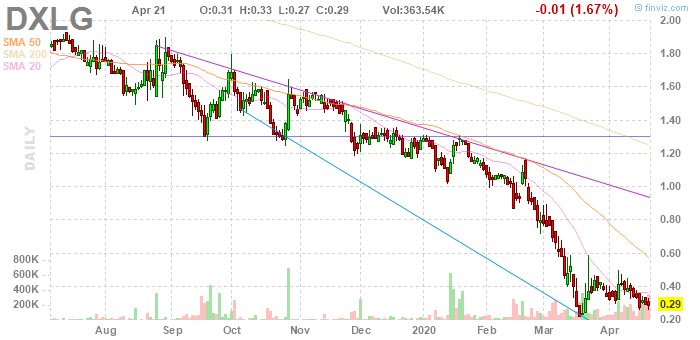 DXLG Apr 21 O:0.31 H:0.33 L:0.27 C:0.29 Vol:363.54K -0.01 (1.67%) © finviz.com
SMA 50
SMA 200
SMA 20
DAILY
2.00
1.80
1.60
1.40
1.20
1.00
0.80
0.60
0.40
0.29
0.20
800K
600K
400K
200K
Aug Sep Oct Nov Dec 2020 Feb Mar Apr